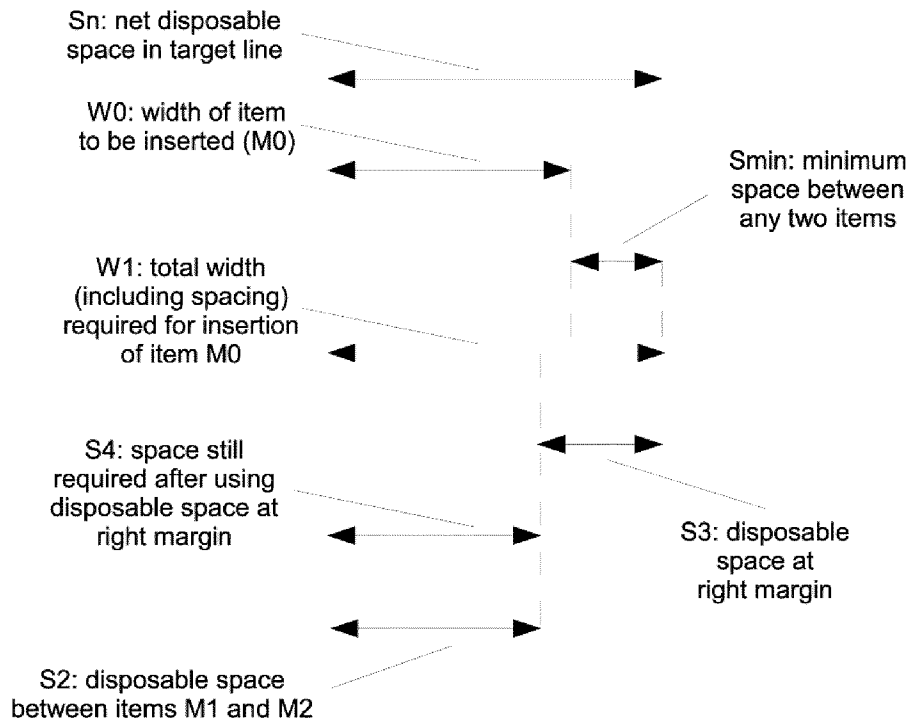 Sn: net disposable
space in target line
W0: width of item
to be inserted (M0)
Smin: minimum
space between
any two items
W1: total width
(including spacing)
required for insertion
of item M0
S4: space still
required after using
disposable space at
right margin
S3: disposable
space at
right margin
S2: disposable space
between items M1 and M2